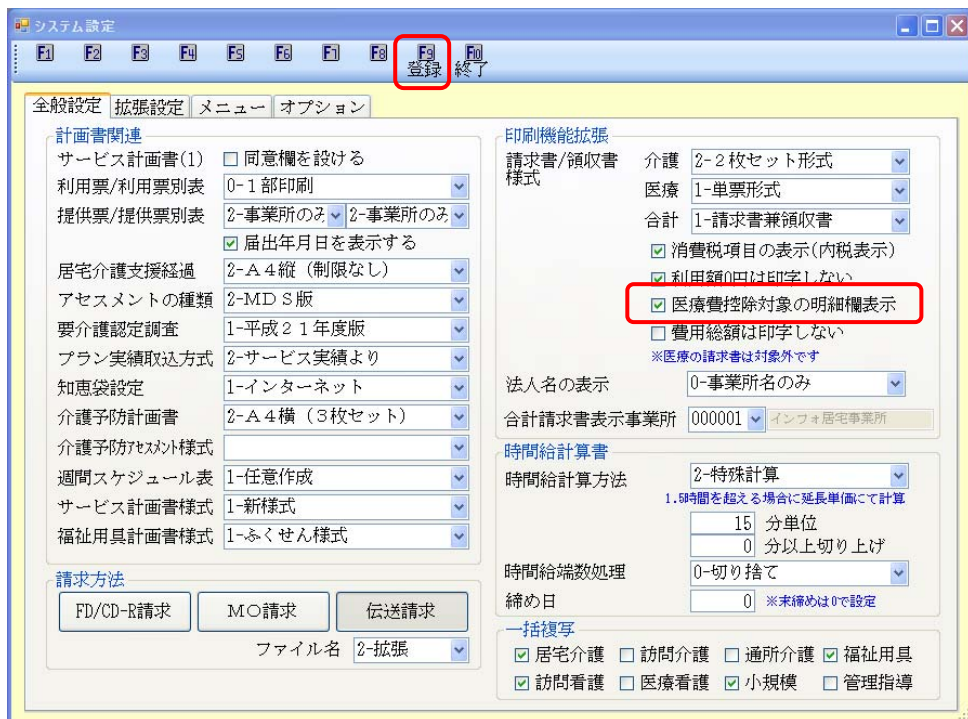 システム設定
F1 F2 F3 F4 F5 F6 F7 F8 F9 F10
登録 終了
全般設定 拡張設定 メニュー オプション
計画書関連
サービス計画書(1) 同意欄を設ける
利用票/利用票別表 0-1部印刷
提供票/提供票別表 2-事業所のみ 2-事業所のみ
届出年月日を表示する
居宅介護支援経過 2-A4縦(制限なし)
アセスメントの種類 2-MDS版
要介護認定調査 1-平成21年度版
プラン実績取込方式 2-サービス実績より
知恵袋設定 1-インターネット
介護予防計画書 2-A4横(3枚セット)
介護予防アセスメント様式
週間スケジュール表 1-任意作成
サービス計画書様式 1-新様式
福祉用具計画書様式 1-ふくせん様式
請求方法
FD/CD-R請求 MO請求 伝送請求
ファイル名 2-拡張
印刷機能拡張
請求書/領収書 介護 2-2枚セット形式
様式
医療 1-単票形式
合計 1-請求書兼領収書
消費税項目の表示(内税表示)
利用額0円は印字しない
医療費控除対象の明細欄表示
費用総額は印字しない
※医療の請求書は対象外です
法人名の表示 0-事業所名のみ
合計請求書表示事業所 000001 インフォ居宅事業所
時間給計算書
時間給計算方法 2-特殊計算
1.5時間を超える場合に延長単価にて計算
15 分単位
0 分以上切り上げ
時間給端数処理 0-切り捨て
締め日 0 ※末締めは0で設定
一括複写
居宅介護 訪問介護 通所介護 福祉用具
訪問看護 医療看護 小規模 管理指導